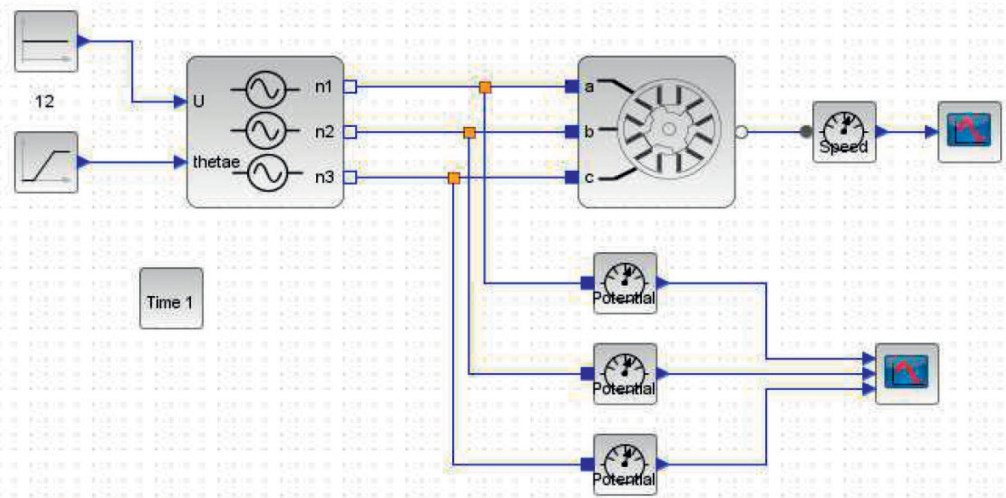 12
U
thetae
n1
n2
n3
a
b
c
Speed
Time 1
Potential
Potential
Potential